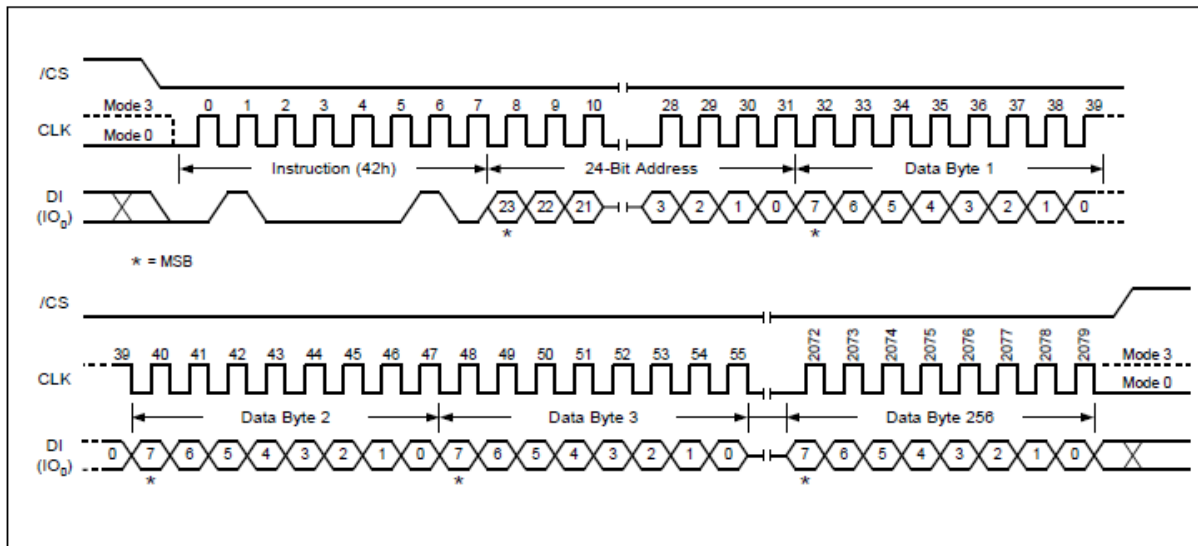 /CS
Mode 3 0 1 2 3 4 5 6 7 8 9 10 28 29 30 31 32 33 34 35 36 37 38 39
CLK Mode 0
Instruction (42h) 24-Bit Address Data Byte 1
DI
(IO₀) 23 22 21 3 2 1 0 7 6 5 4 3 2 1 0
* *
* = MSB
/CS
39 40 41 42 43 44 45 46 47 48 49 50 51 52 53 54 55 2072 2073 2074 2075 2076 2077 2078 2079 Mode 3
CLK Mode 0
Data Byte 2 Data Byte 3 Data Byte 256
DI
(IO₀) 0 7 6 5 4 3 2 1 0 7 6 5 4 3 2 1 0 7 6 5 4 3 2 1 0
* * *